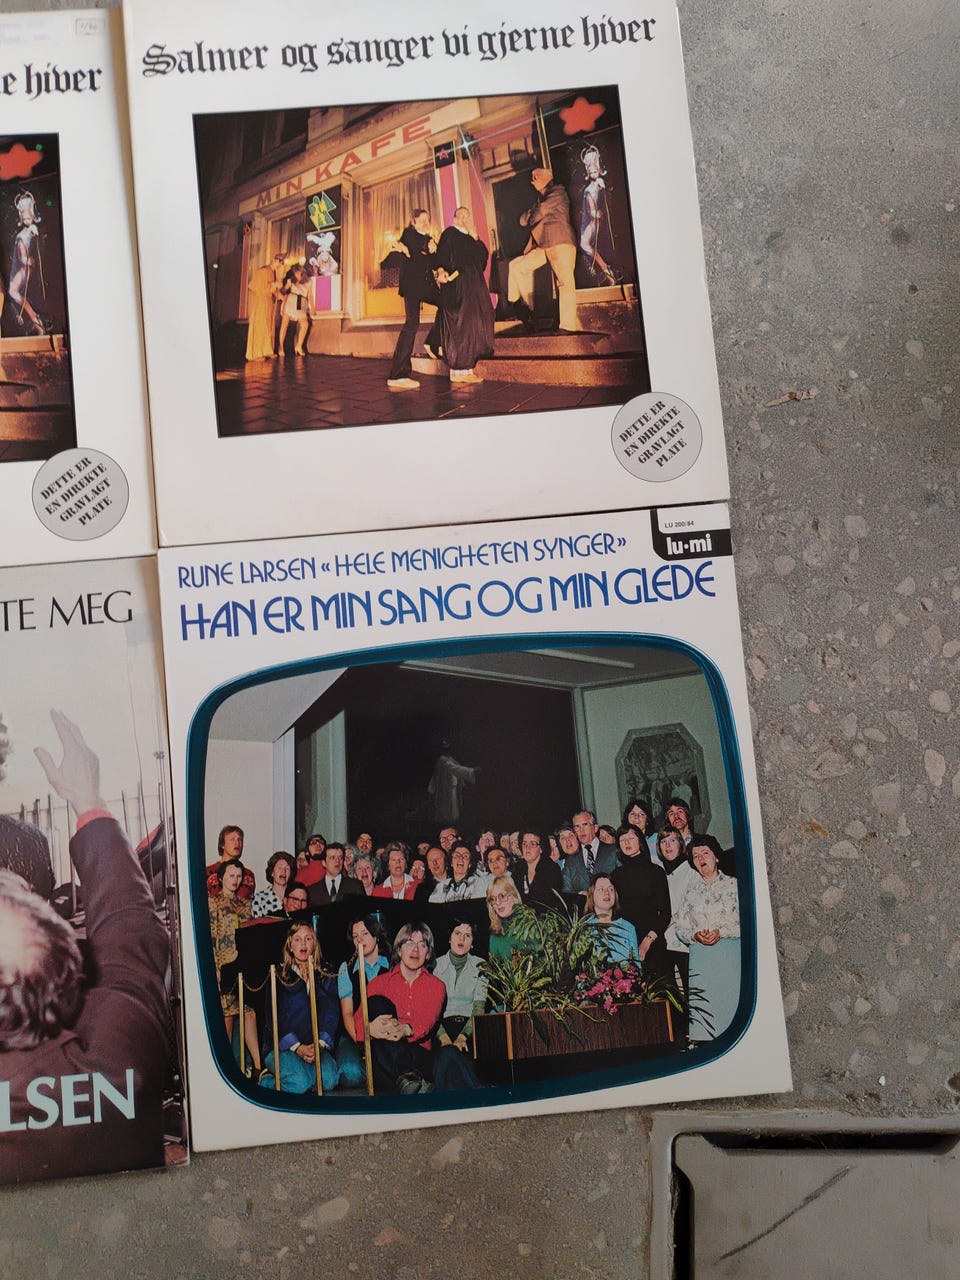 e hiver
DETTE ER
EN DIREKTE
GRAVLAGT
PLATE
Salmer og sanger vi gjerne hiver
MIN KAFE
DETTE ER
EN DIREKTE
GRAVLAGT
PLATE
TE MEG
LSEN
LU 200/84
lu·mi
RUNE LARSEN «HELE MENIGHETEN SYNGER»
HAN ER MIN SANG OG MIN GLEDE